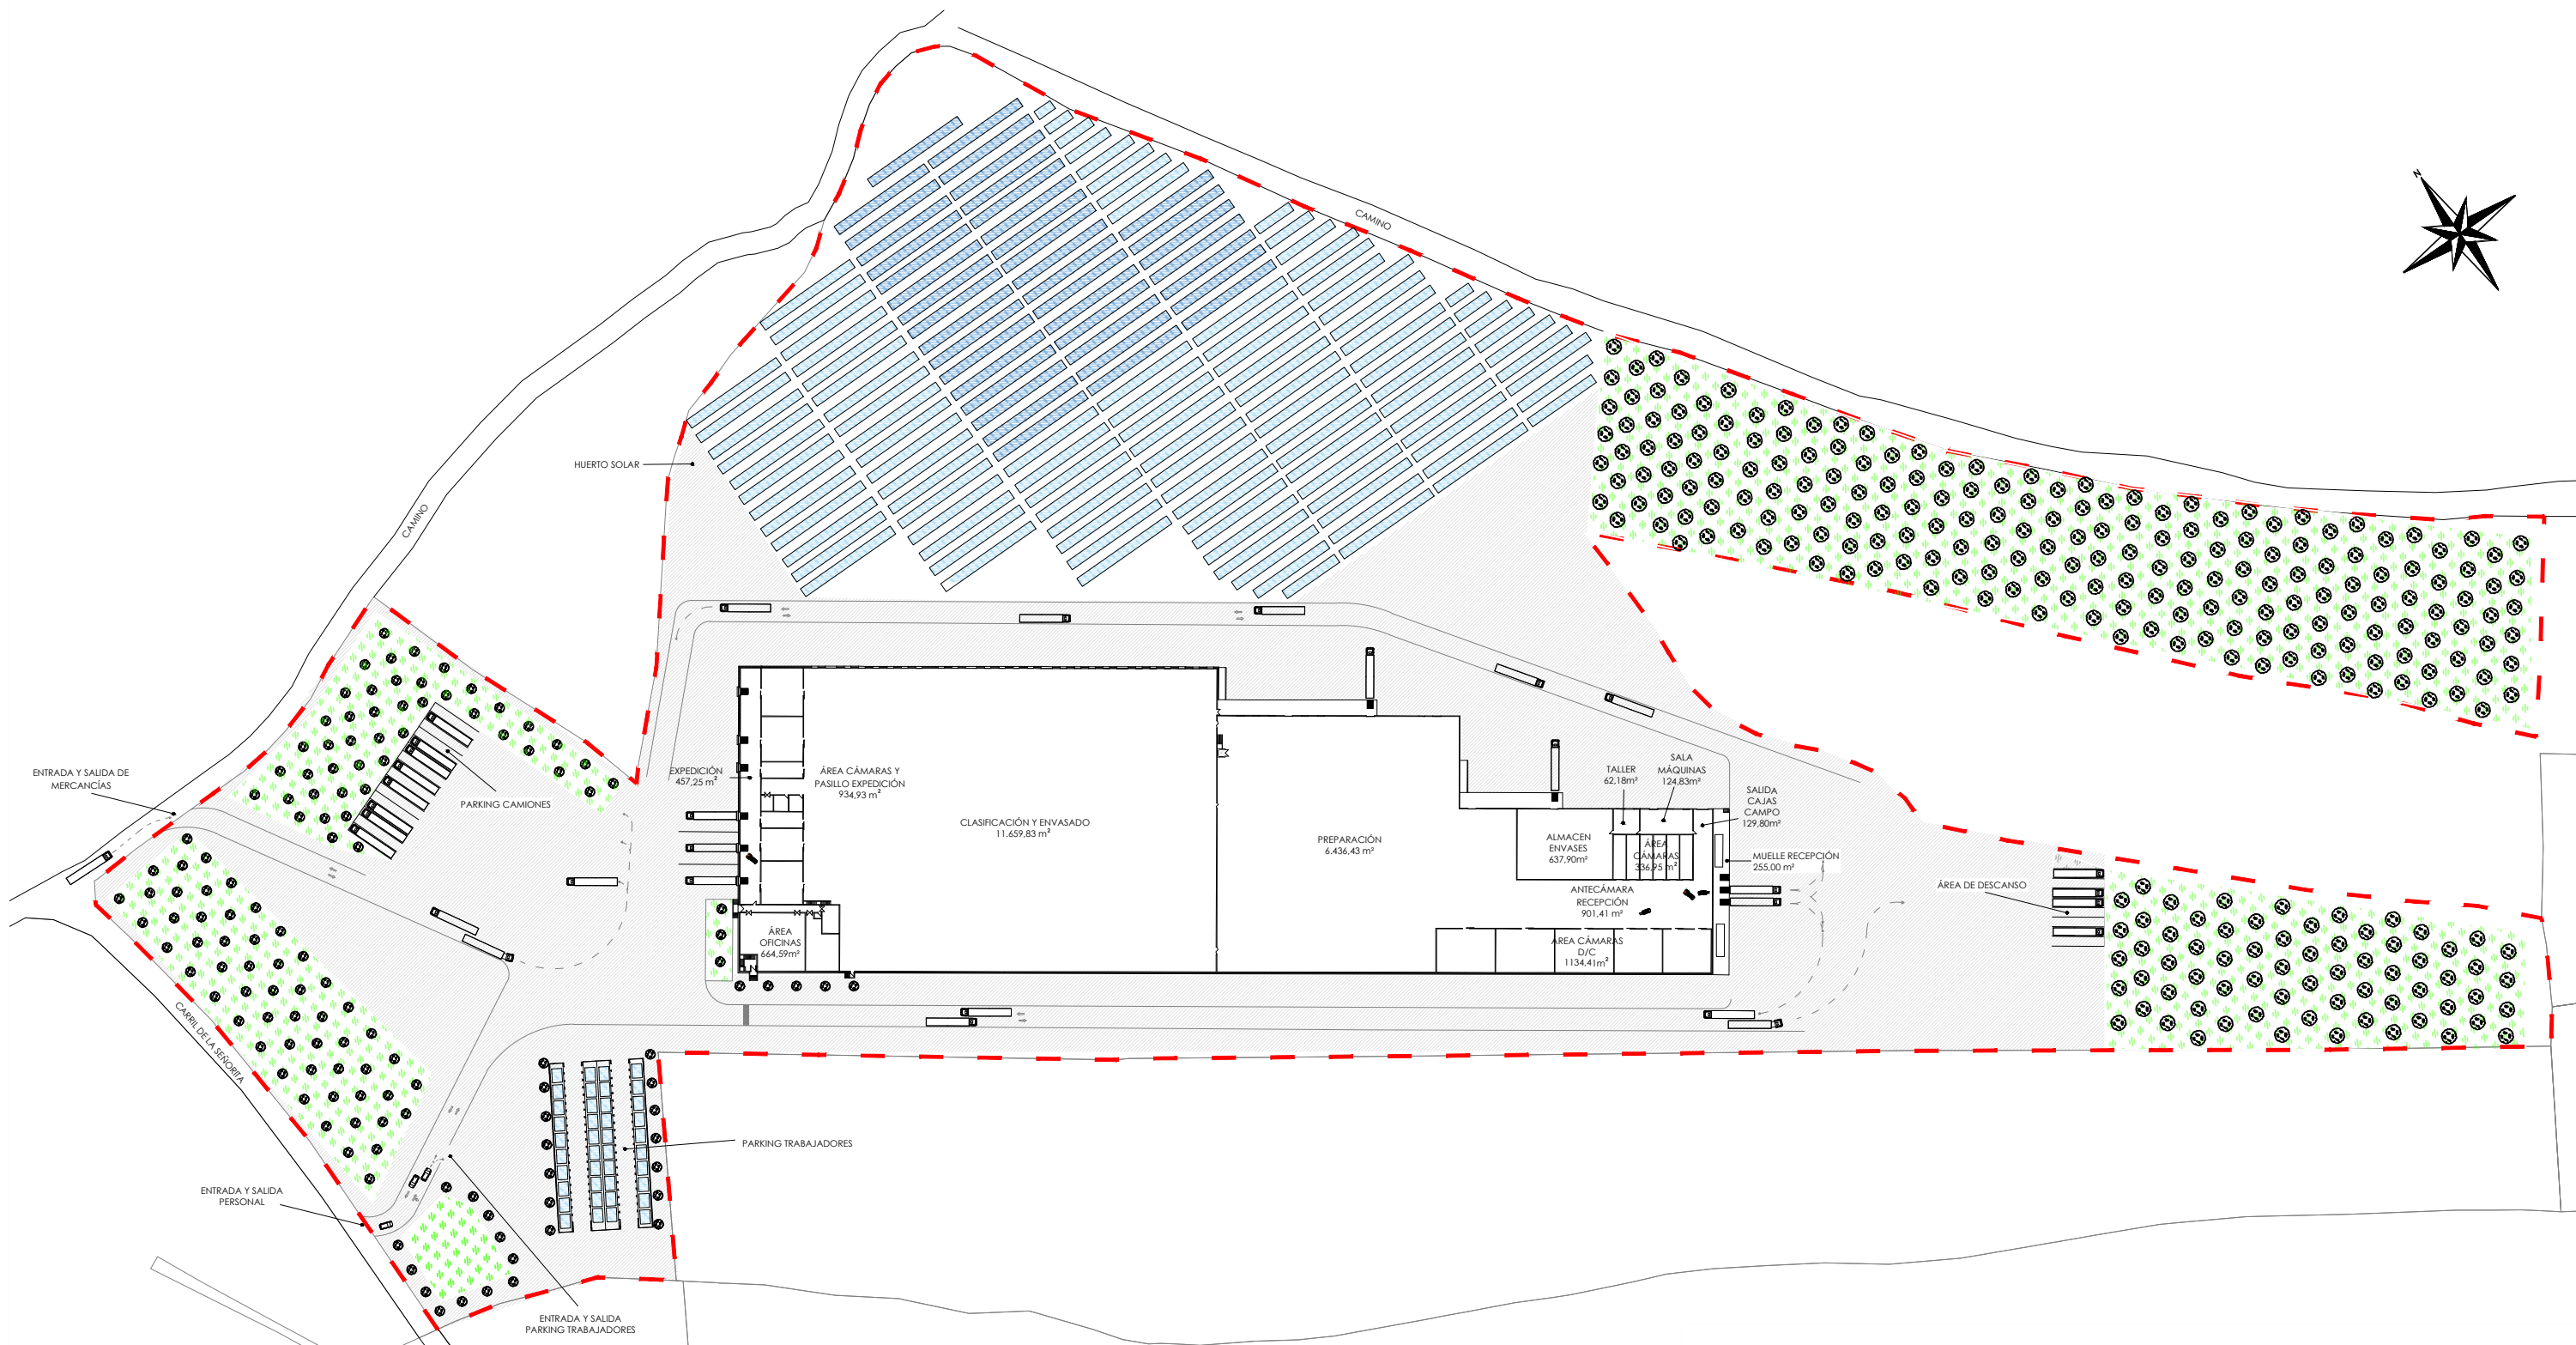 N
CAMINO
HUERTO SOLAR
CAMINO
ENTRADA Y SALIDA DE
MERCANCÍAS
PARKING CAMIONES
EXPEDICIÓN
457,25 m²
ÁREA CÁMARAS Y
PASILLO EXPEDICIÓN
934,93 m²
CLASIFICACIÓN Y ENVASADO
11.659,83 m²
PREPARACIÓN
6.436,43 m²
TALLER
62,18m²
SALA
MÁQUINAS
124,83m²
SALIDA
CAJAS
CAMPO
129,80m²
ALMACEN
ENVASES
637,90m²
ÁREA
CÁMARAS
336,95 m²
MUELLE RECEPCIÓN
255,00 m²
ANTECÁMARA
RECEPCIÓN
901,41 m²
ÁREA DE DESCANSO
ÁREA
OFICINAS
664,59m²
ÁREA CÁMARAS
D/C
1134,41m²
CARRIL DE LA SEÑORITA
PARKING TRABAJADORES
ENTRADA Y SALIDA
PERSONAL
ENTRADA Y SALIDA
PARKING TRABAJADORES